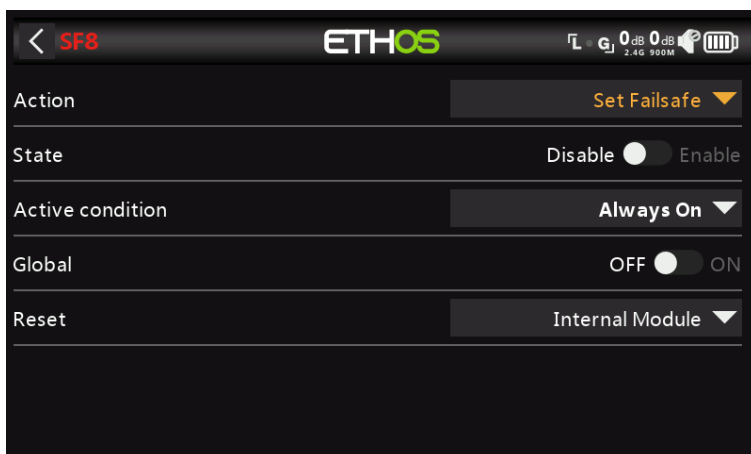 SF8 ETHOS L G 0dB 0dB
2.4G 900M
Action Set Failsafe
State Disable Enable
Active condition Always On
Global OFF ON
Reset Internal Module